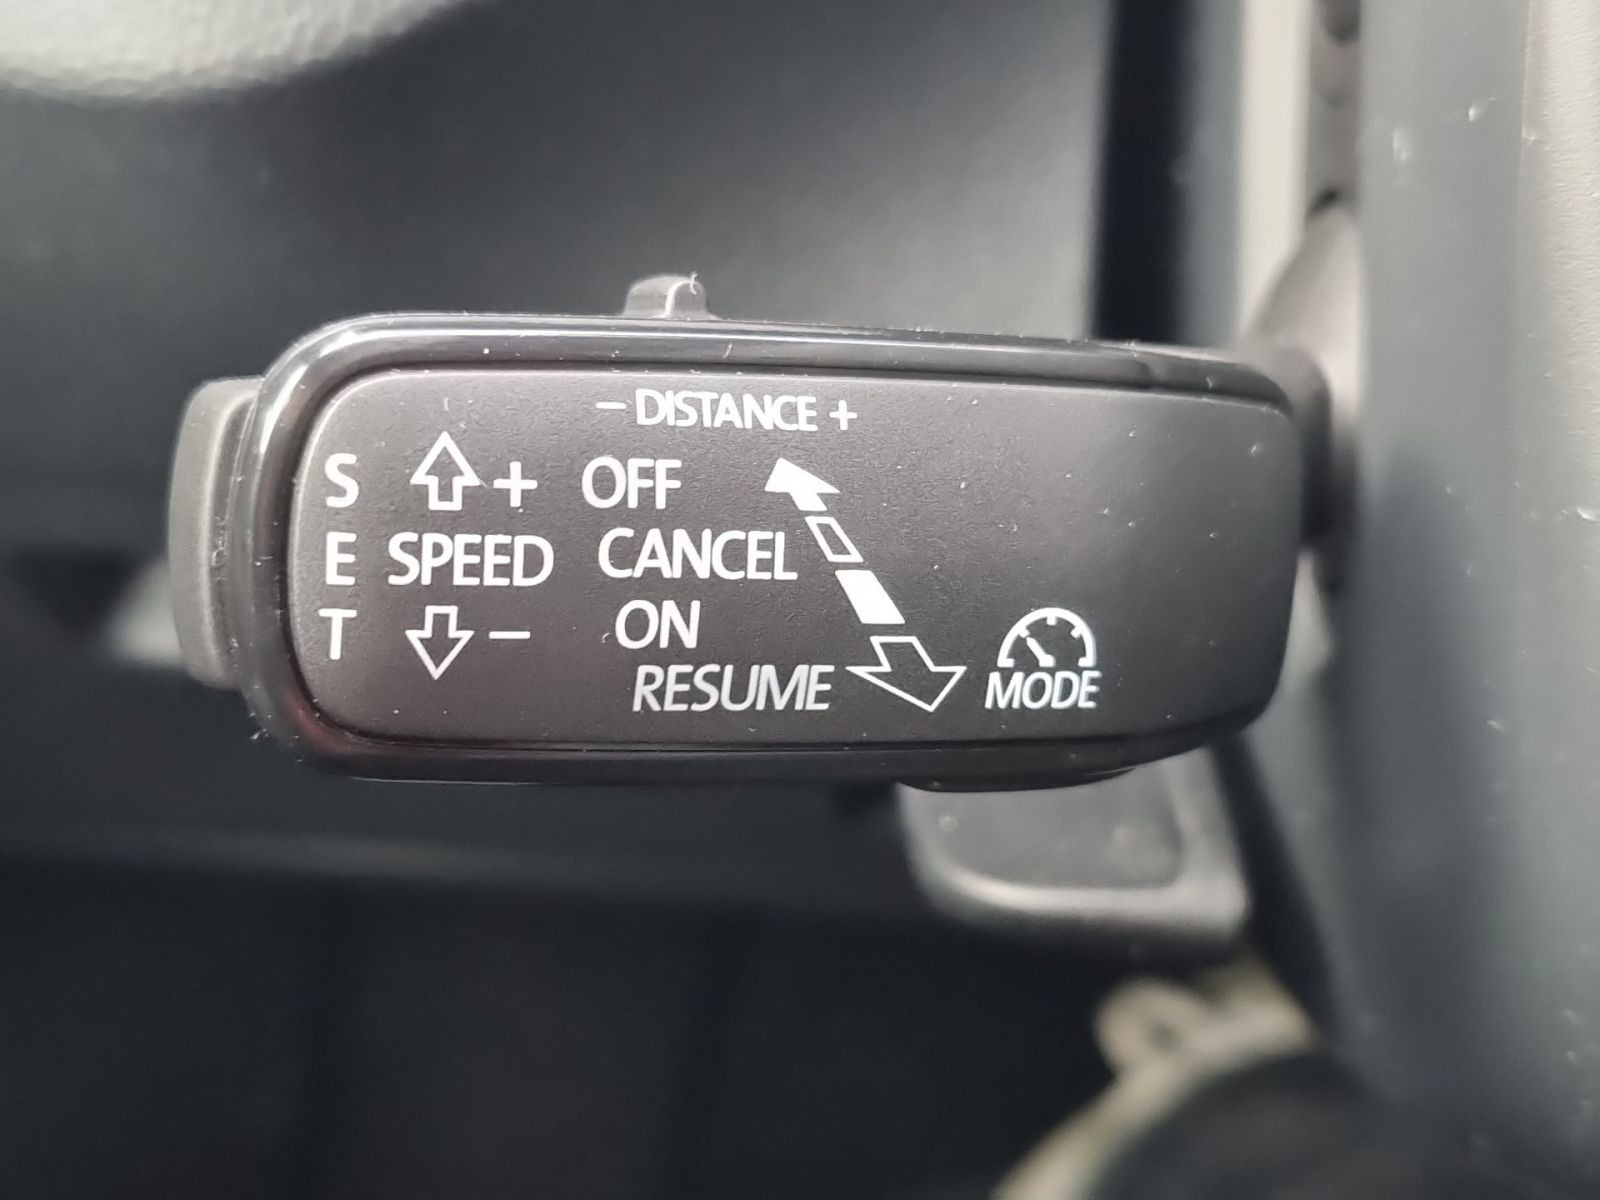 − DISTANCE +
S + OFF
E SPEED CANCEL
T − ON
RESUME MODE